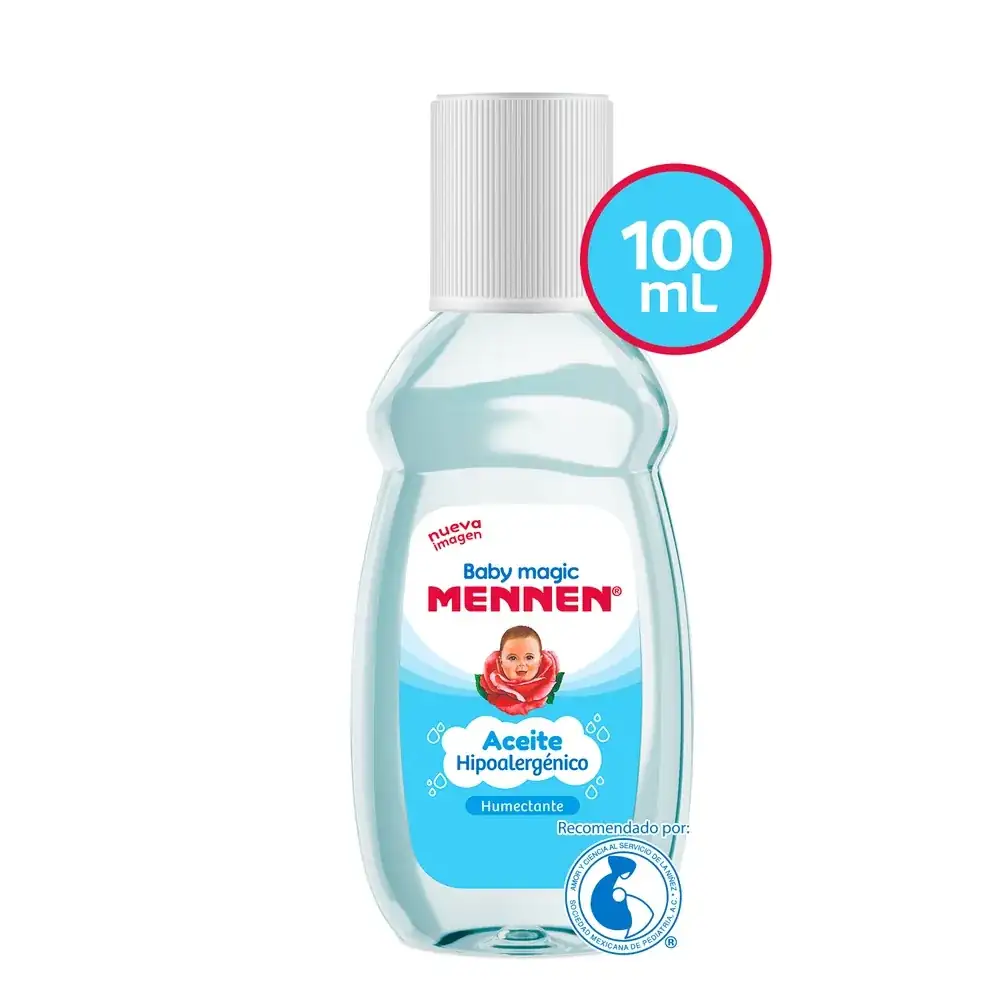 100
mL
nueva
imagen
Baby magic
MENNEN®
Aceite
Hipoalergénico
Humectante
Recomendado por:
AMOR Y CIENCIA AL SERVICIO DE LA NIÑEZ •
SOCIEDAD MEXICANA DE PEDIATRIA, A.C. •
®